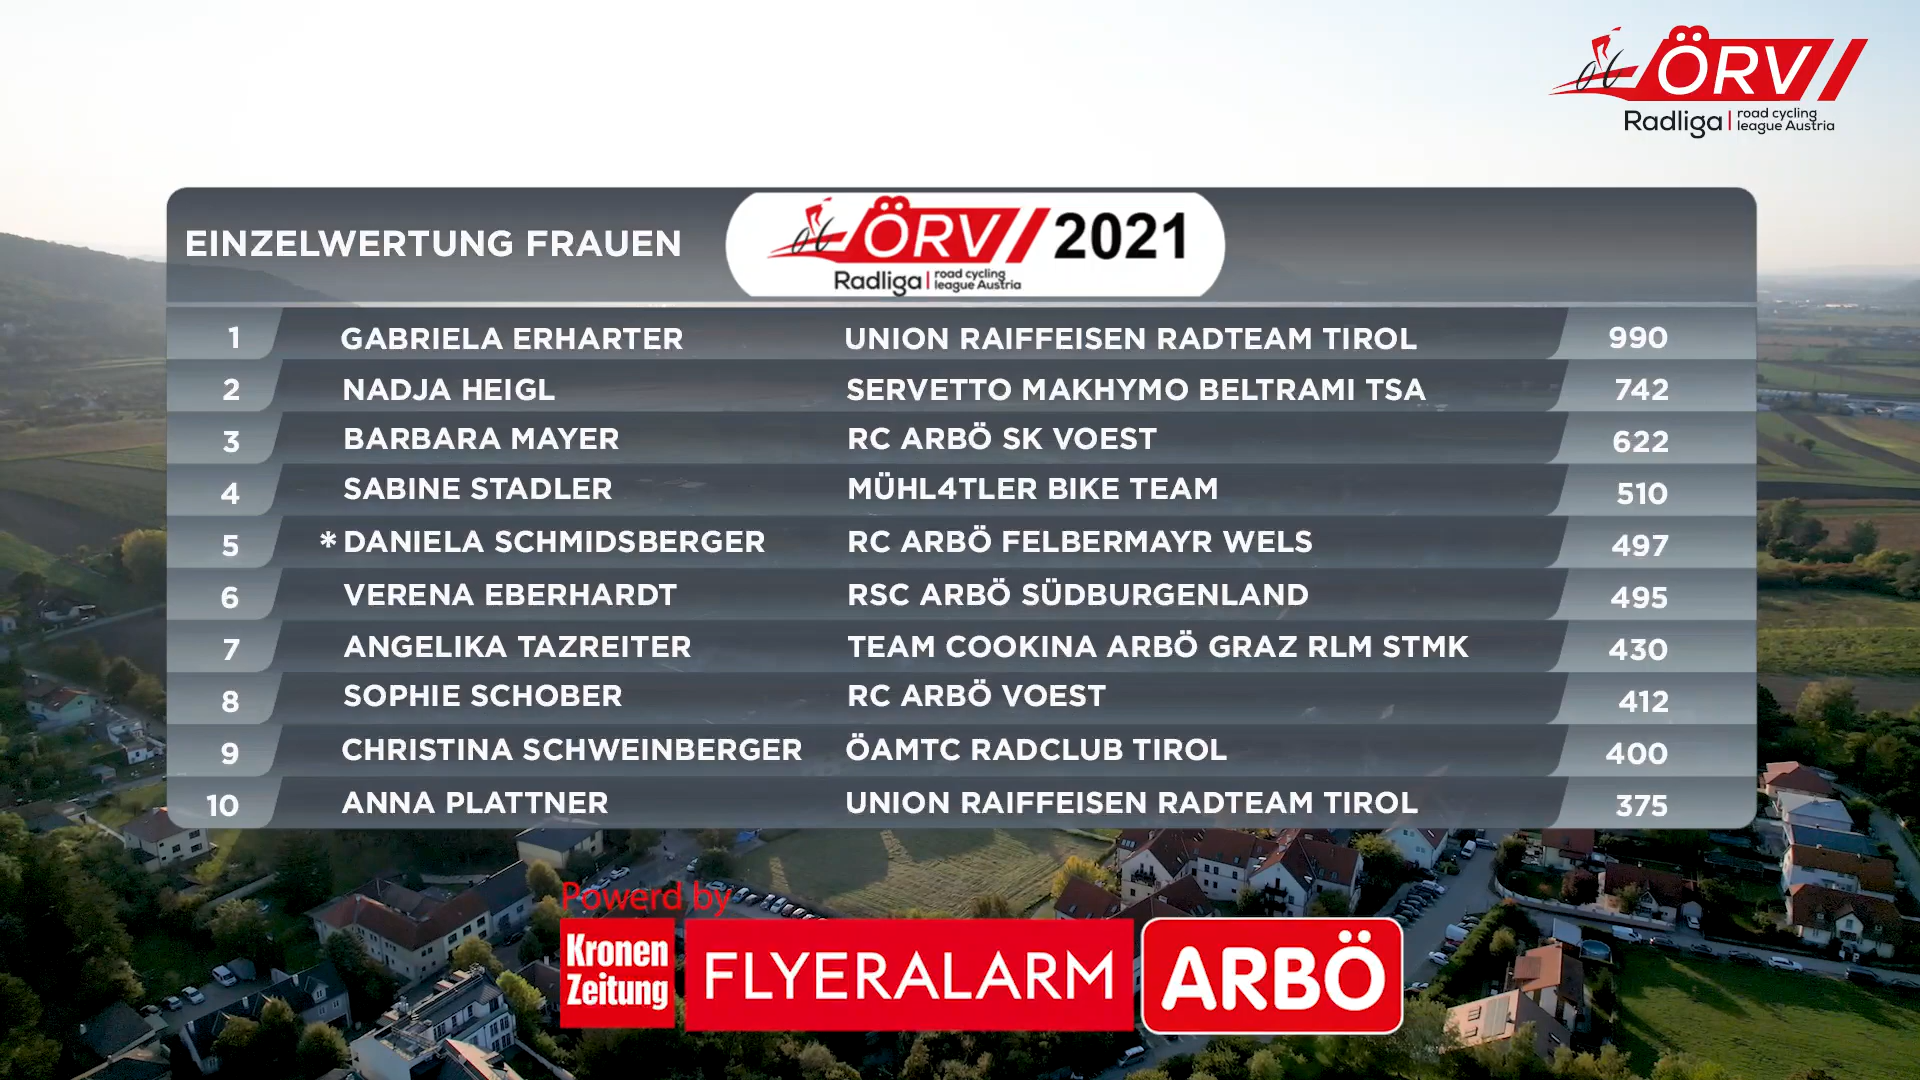 ÖRV
Radliga | road cycling league Austria
EINZELWERTUNG FRAUEN
ÖRV 2021
Radliga | road cycling league Austria
1 GABRIELA ERHARTER UNION RAIFFEISEN RADTEAM TIROL 990
2 NADJA HEIGL SERVETTO MAKHYMO BELTRAMI TSA 742
3 BARBARA MAYER RC ARBÖ SK VOEST 622
4 SABINE STADLER MÜHL4TLER BIKE TEAM 510
5 *DANIELA SCHMIDSBERGER RC ARBÖ FELBERMAYR WELS 497
6 VERENA EBERHARDT RSC ARBÖ SÜDBURGENLAND 495
7 ANGELIKA TAZREITER TEAM COOKINA ARBÖ GRAZ RLM STMK 430
8 SOPHIE SCHOBER RC ARBÖ VOEST 412
9 CHRISTINA SCHWEINBERGER ÖAMTC RADCLUB TIROL 400
10 ANNA PLATTNER UNION RAIFFEISEN RADTEAM TIROL 375
Powerd by
Kronen Zeitung FLYERALARM ARBÖ